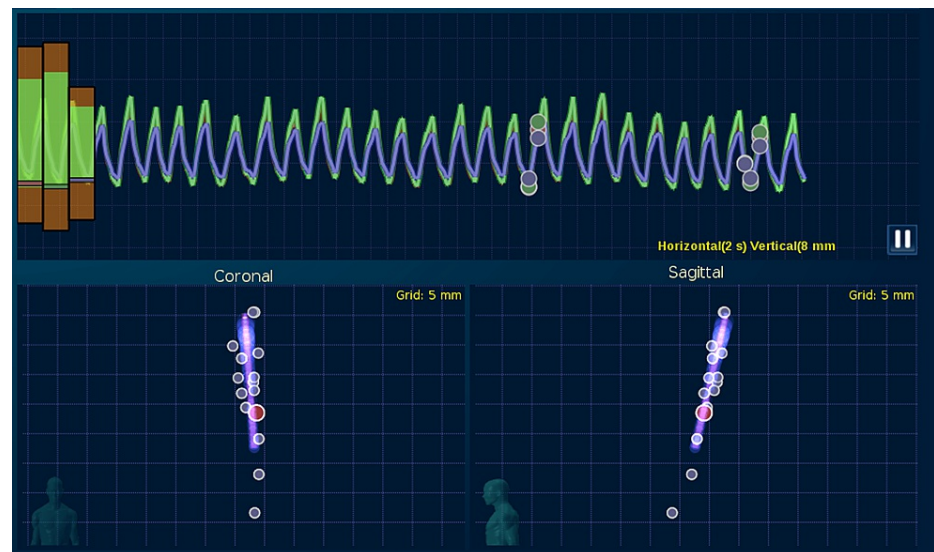 Horizontal(2 s) Vertical(8 mm
Coronal
Sagittal
Grid: 5 mm
Grid: 5 mm